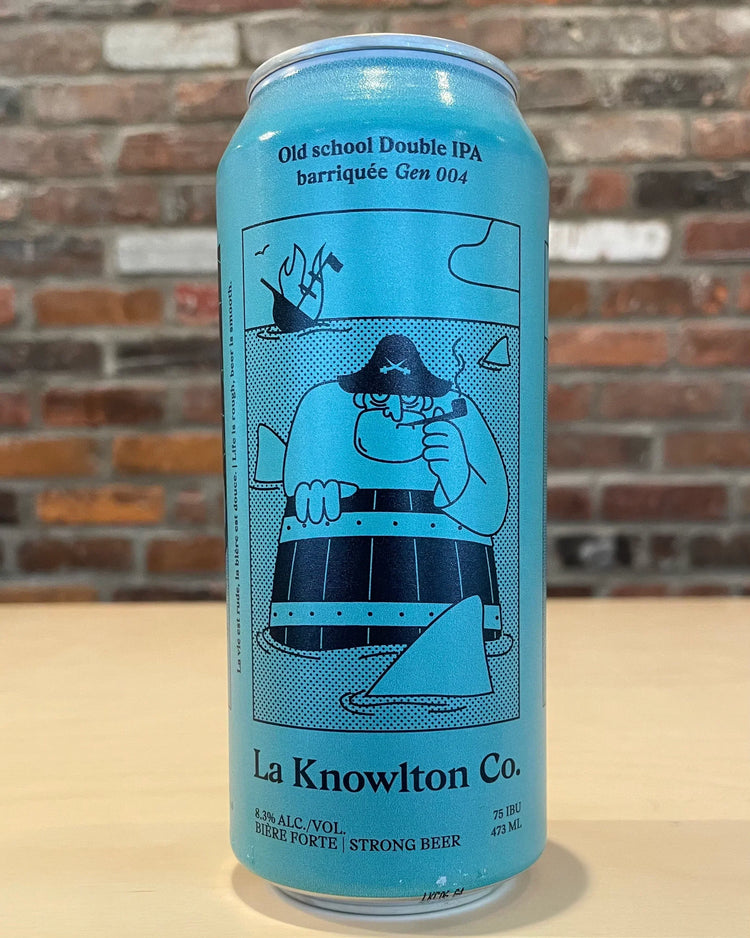 Old school Double IPA
barriquée Gen 004
La vie est rude, la bière est douce. | Life is rough, beer is smooth.
La Knowlton Co.
8.3% ALC./VOL.
BIÈRE FORTE | STRONG BEER
75 IBU
473 ML